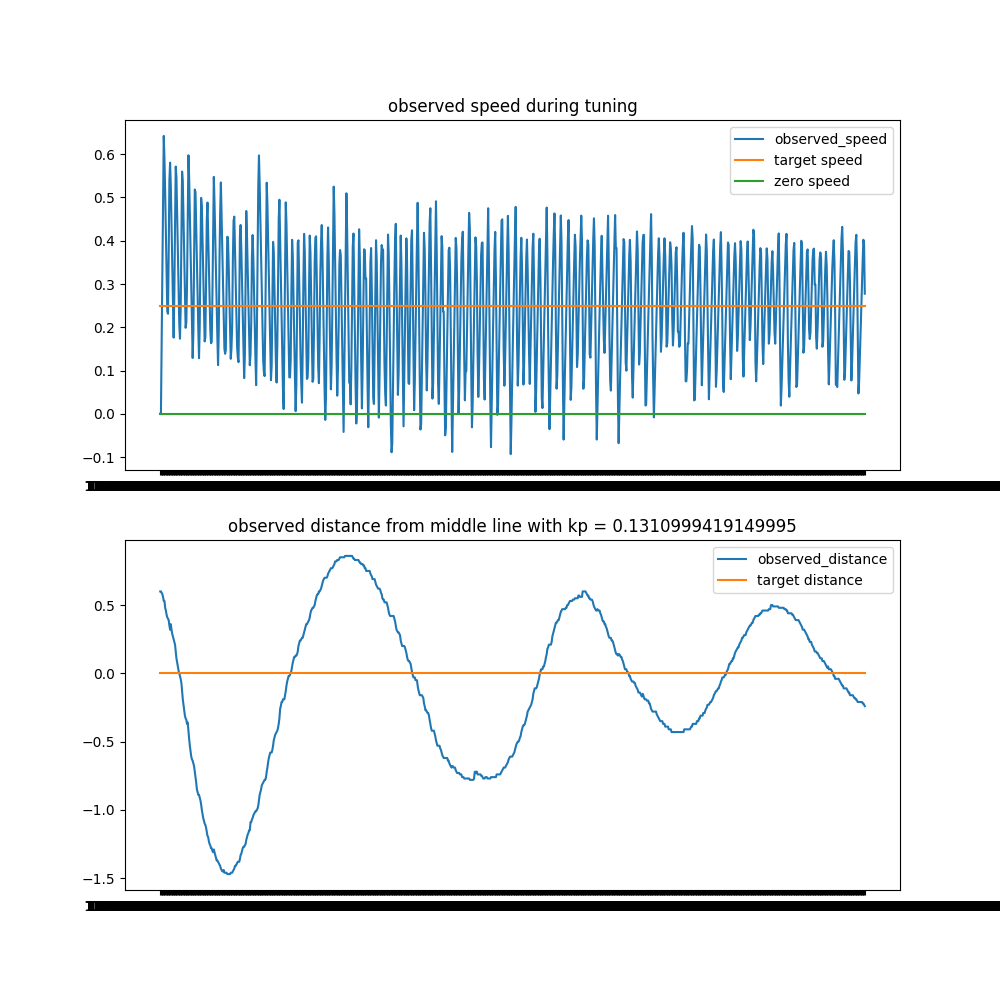 observed speed during tuning
observed_speed
target speed
zero speed
0.6
0.5
0.4
0.3
0.2
0.1
0.0
−0.1
observed distance from middle line with kp = 0.1310999419149995
observed_distance
target distance
0.5
0.0
−0.5
−1.0
−1.5